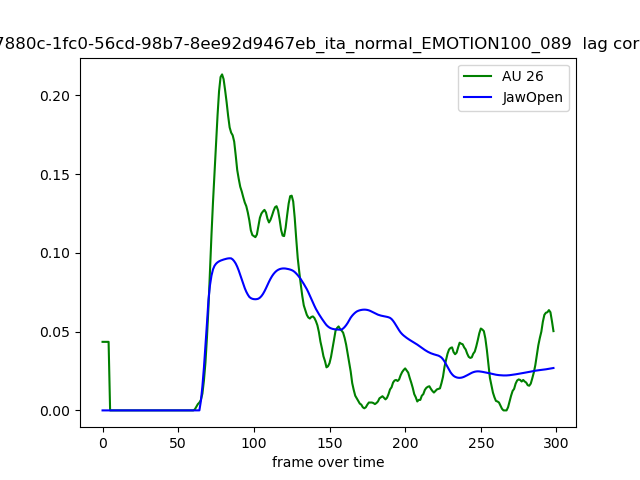 7880c-1fc0-56cd-98b7-8ee92d9467eb_ita_normal_EMOTION100_089 lag cor
AU 26
JawOpen
0.20
0.15
0.10
0.05
0.00
0 50 100 150 200 250 300
frame over time